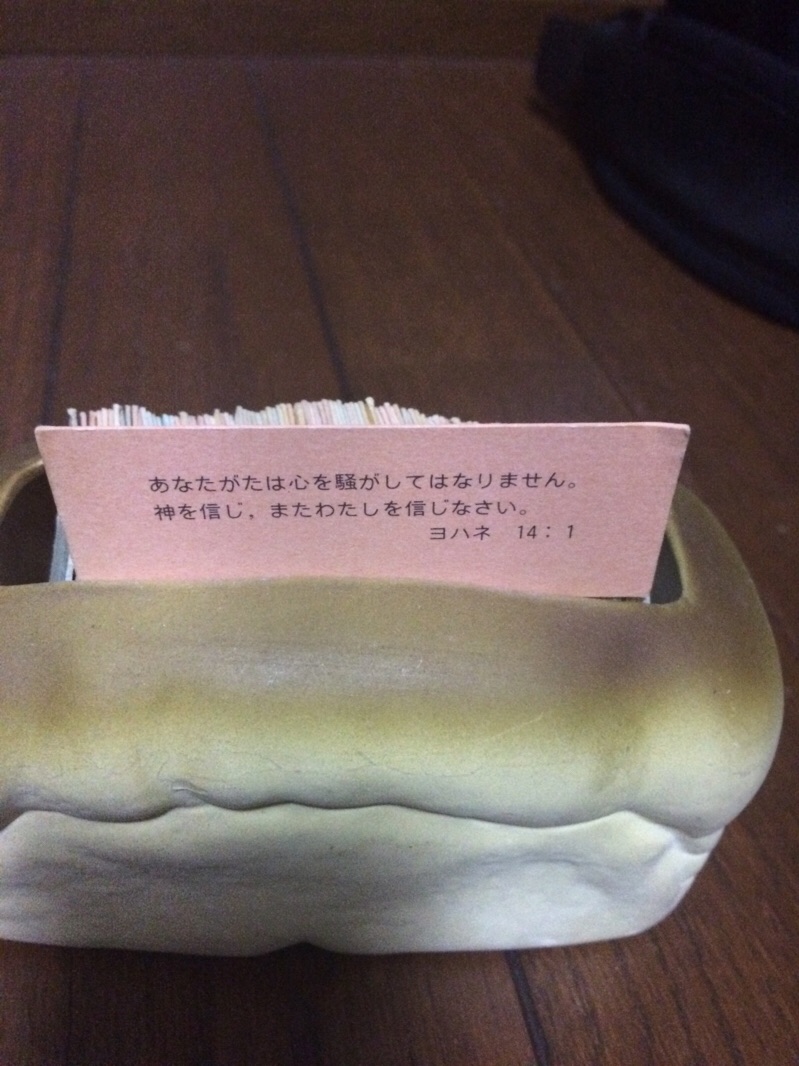 あなたがたは心を騒がしてはなりません。
神を信じ，またわたしを信じなさい。
ヨハネ　14：1